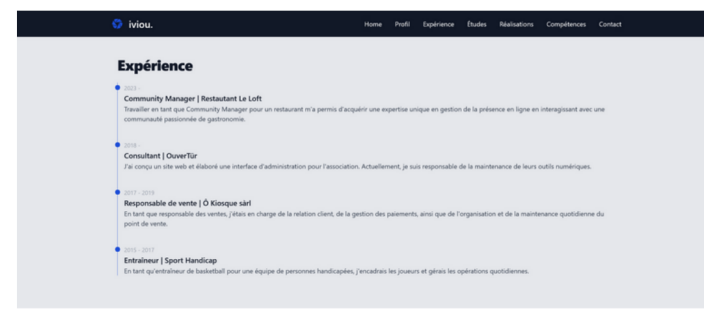 iviou.
Home Profil Expérience Études Réalisations Compétences Contact
Expérience
2023 -
Community Manager | Restautant Le Loft
Travailler en tant que Community Manager pour un restaurant m'a permis d'acquérir une expertise unique en gestion de la présence en ligne en interagissant avec une
communauté passionnée de gastronomie.
2018 -
Consultant | OuverTür
J'ai conçu un site web et élaboré une interface d'administration pour l'association. Actuellement, je suis responsable de la maintenance de leurs outils numériques.
2017 - 2018
Responsable de vente | Ô Kiosque sàrl
En tant que responsable des ventes, j'étais en charge de la relation client, de la gestion des paiements, ainsi que de l'organisation et de la maintenance quotidienne du
point de vente.
2015 - 2017
Entraîneur | Sport Handicap
En tant qu'entraîneur de basketball pour une équipe de personnes handicapées, j'encadrais les joueurs et gérais les opérations quotidiennes.